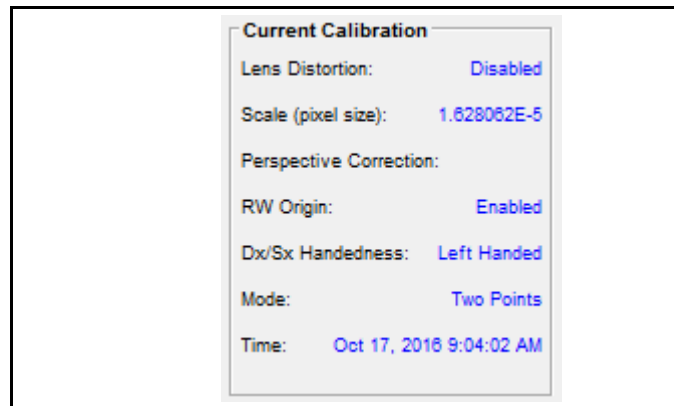 Current Calibration
Lens Distortion: Disabled
Scale (pixel size): 1.628062E-5
Perspective Correction:
RW Origin: Enabled
Dx/Sx Handedness: Left Handed
Mode: Two Points
Time: Oct 17, 2016 9:04:02 AM